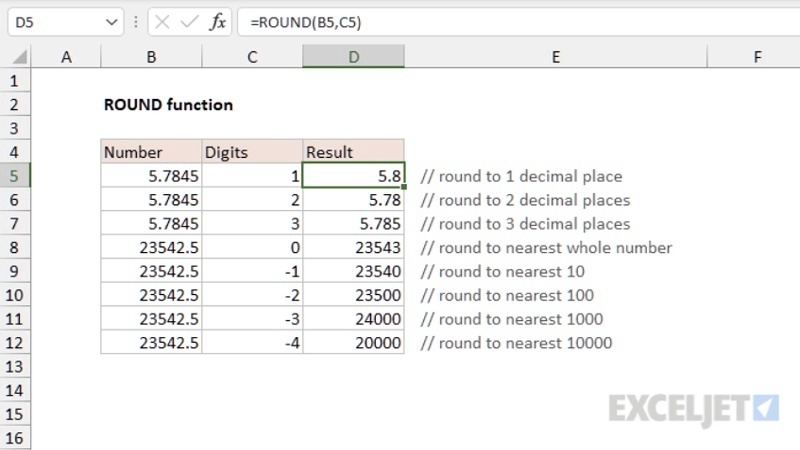 D5 fx =ROUND(B5,C5)
A B C D E F
1
2 ROUND function
3
4 Number Digits Result
5 5.7845 1 5.8 // round to 1 decimal place
6 5.7845 2 5.78 // round to 2 decimal places
7 5.7845 3 5.785 // round to 3 decimal places
8 23542.5 0 23543 // round to nearest whole number
9 23542.5 -1 23540 // round to nearest 10
10 23542.5 -2 23500 // round to nearest 100
11 23542.5 -3 24000 // round to nearest 1000
12 23542.5 -4 20000 // round to nearest 10000
13
14
15 EXCELJET
16